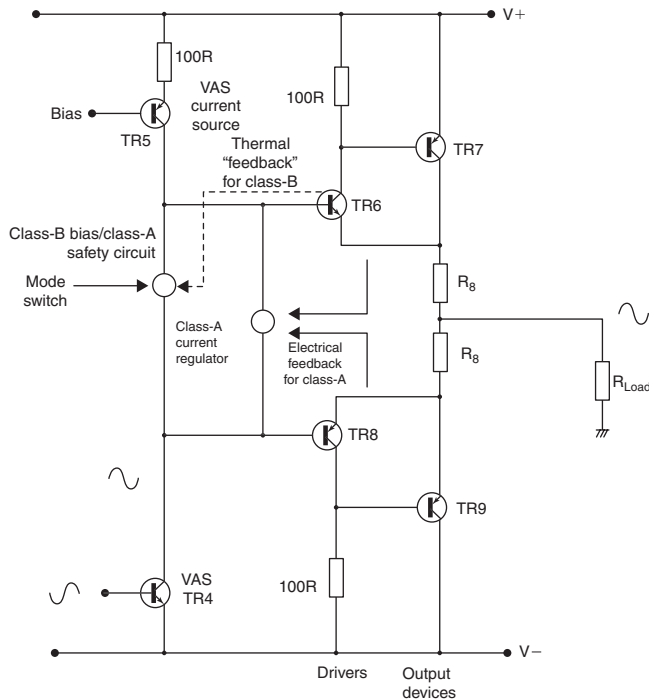 V+
100R
VAS
current
source
100R
Bias
TR5
TR7
Thermal
“feedback”
for class-B
TR6
Class-B bias/class-A
safety circuit
Mode
switch
R8
Class-A
current
regulator
Electrical
feedback
for class-A
R8
RLoad
TR8
TR9
VAS
TR4
100R
V−
Drivers
Output
devices